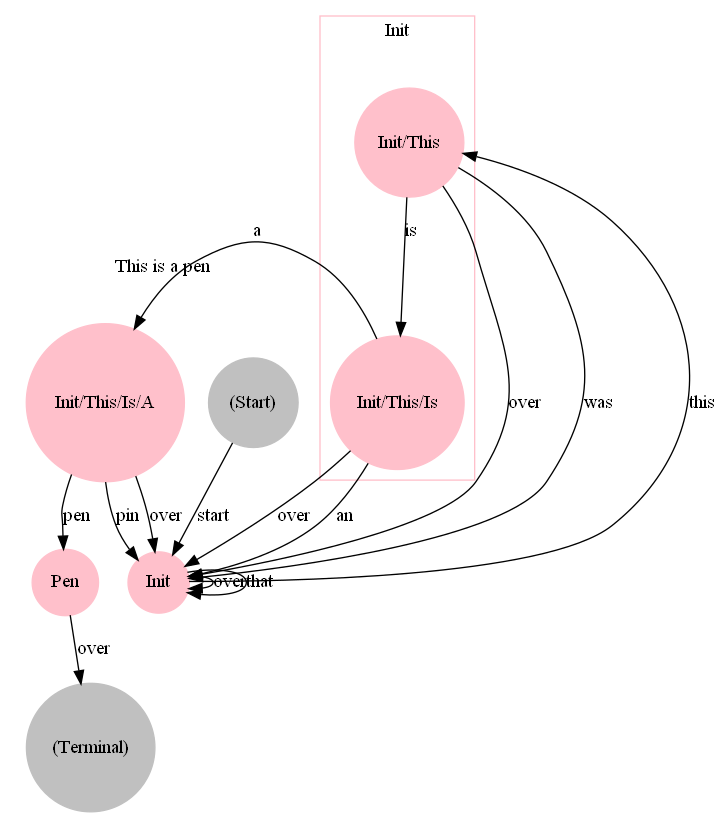 Init
Init/This
is
a
This is a pen
Init/This/Is/A
(Start)
Init/This/Is
over
was
this
pen
pin
over
start
over
an
Pen
Init
over
that
over
(Terminal)